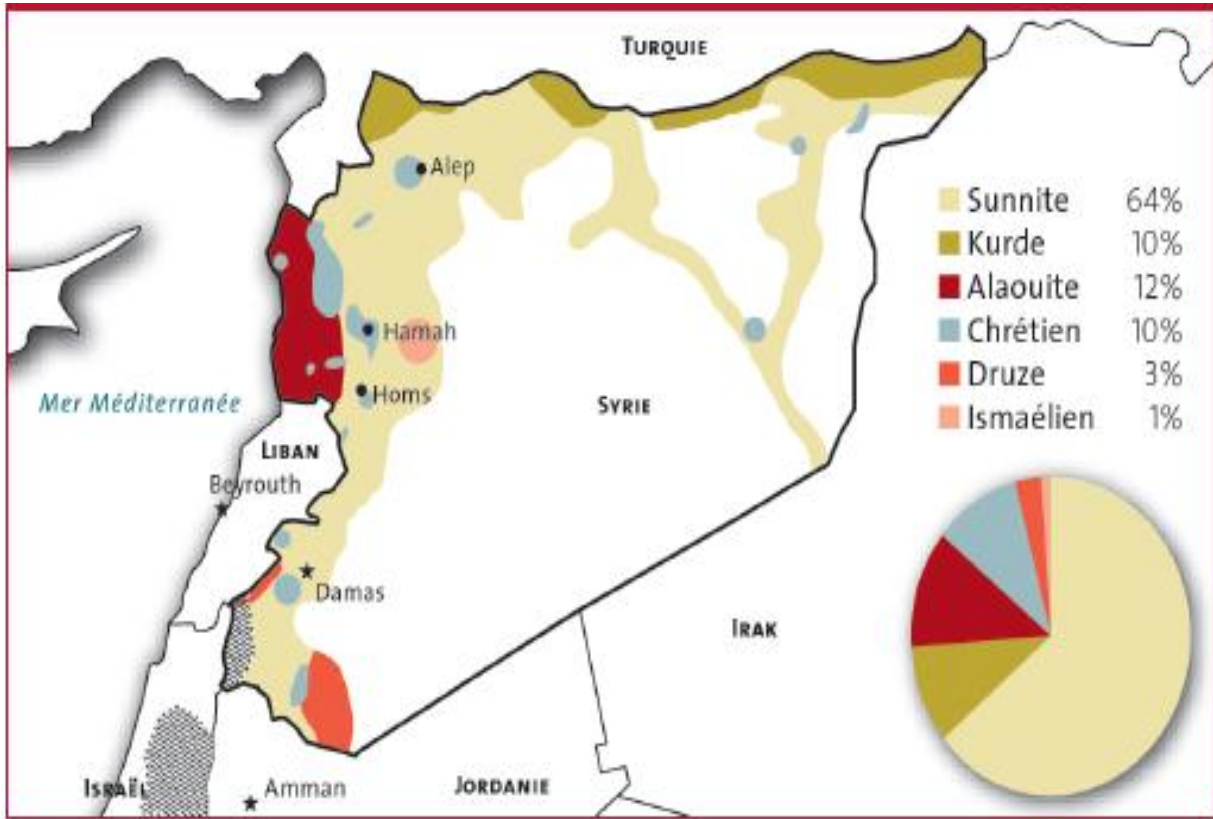 TURQUIE
Alep
Sunnite 64%
Kurde 10%
Alaouite 12%
Chrétien 10%
Druze 3%
Ismaélien 1%
Hamah
Homs
Mer Méditerranée
SYRIE
LIBAN
Beyrouth
Damas
IRAK
ISRAËL
Amman
JORDANIE